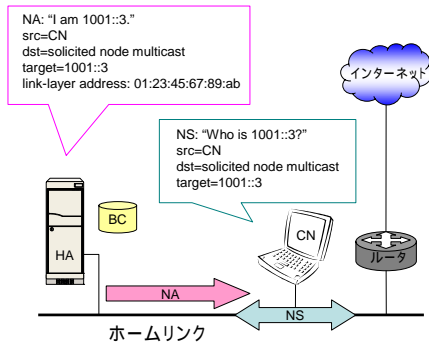 NA: “I am 1001::3.”
src=CN
dst=solicited node multicast
target=1001::3
link-layer address: 01:23:45:67:89:ab
インターネット
NS: “Who is 1001::3?”
src=CN
dst=solicited node multicast
target=1001::3
BC
HA
CN
ルータ
NA
NS
ホームリンク